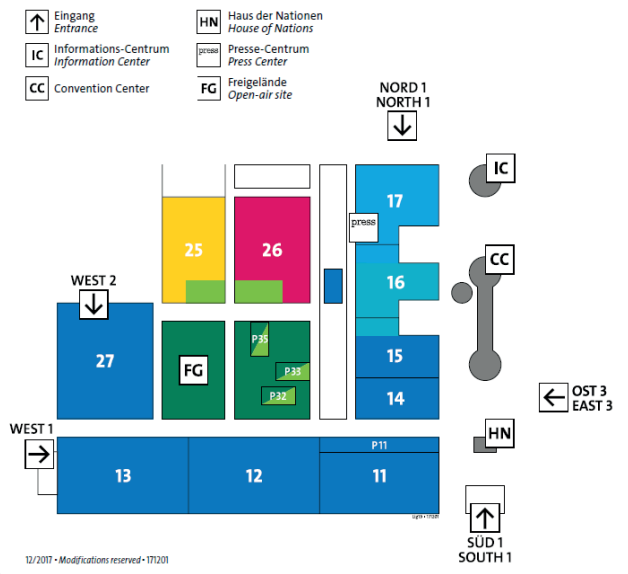 Eingang
Entrance
HN
Haus der Nationen
House of Nations
IC
Informations-Centrum
Information Center
press
Presse-Centrum
Press Center
CC
Convention Center
FG
Freigelände
Open-air site
NORD 1
NORTH 1
IC
17
press
25
26
CC
16
WEST 2
27
FG
P35
P33
P32
15
14
OST 3
EAST 3
WEST 1
HN
P11
13
12
11
SÜD 1
SOUTH 1
12/2017 • Modifications reserved • 171201